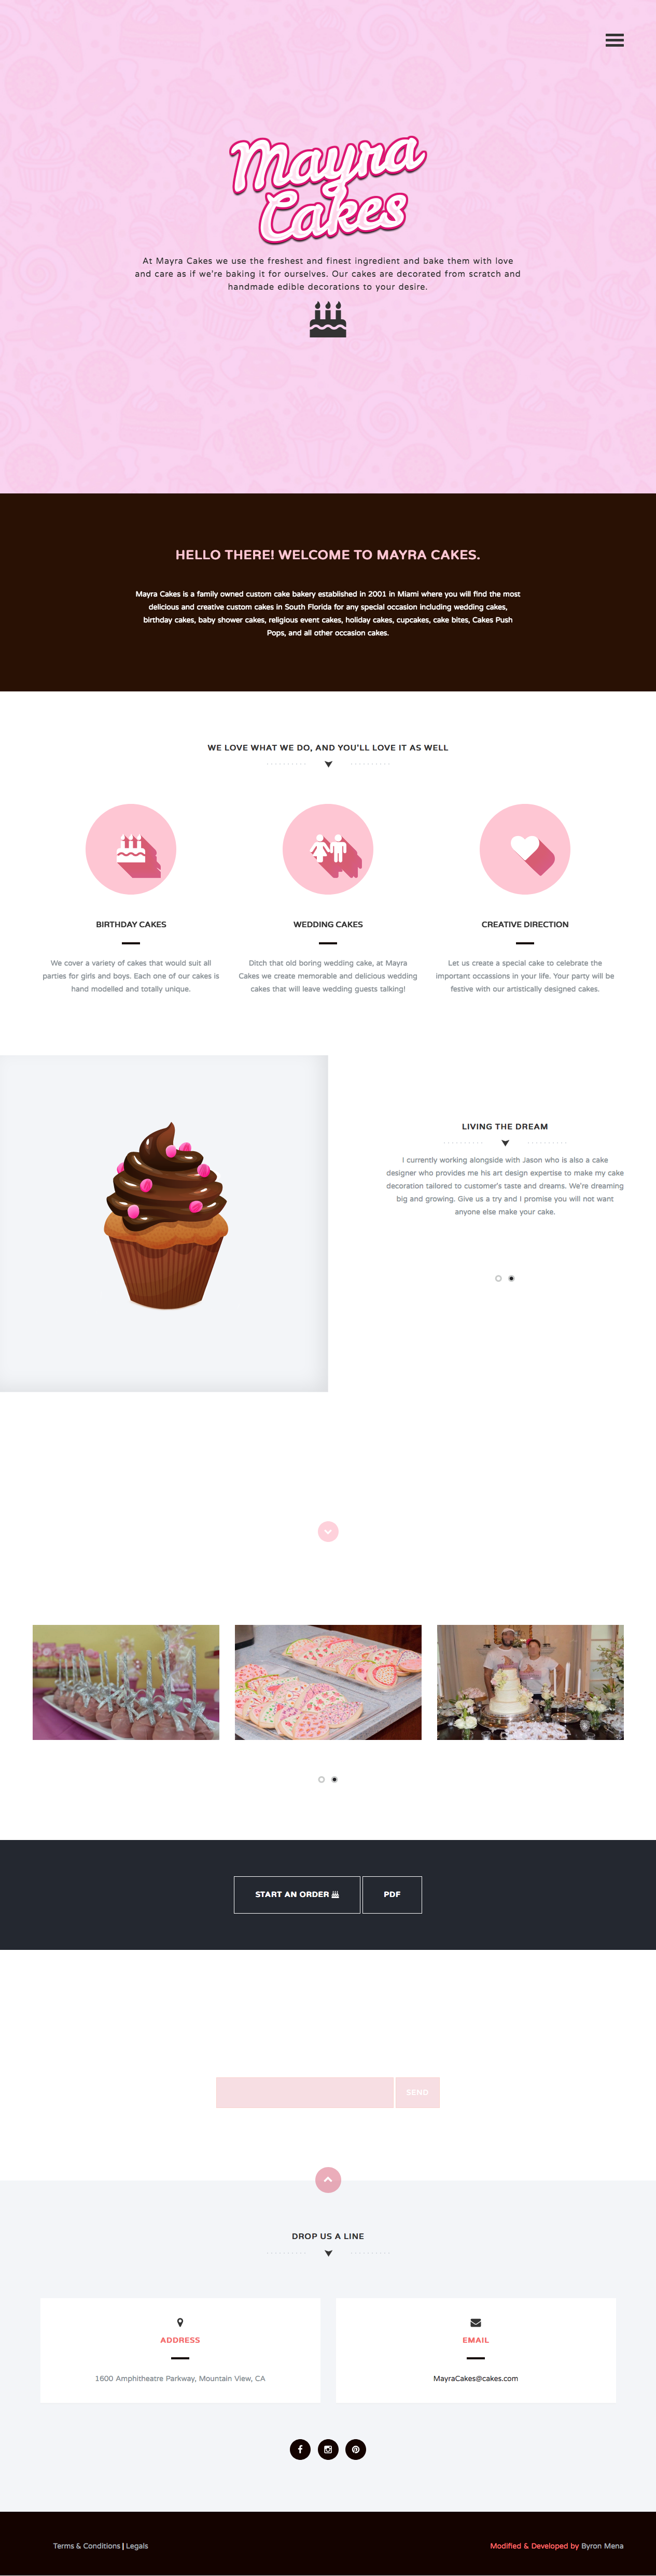 Mayra
Cakes
At Mayra Cakes we use the freshest and finest ingredient and bake them with love
and care as if we're baking it for ourselves. Our cakes are decorated from scratch and
handmade edible decorations to your desire.
HELLO THERE! WELCOME TO MAYRA CAKES.
Mayra Cakes is a family owned custom cake bakery established in 2001 in Miami where you will find the most
delicious and creative custom cakes in South Florida for any special occasion including wedding cakes,
birthday cakes, baby shower cakes, religious event cakes, holiday cakes, cupcakes, cake bites, Cakes Push
Pops, and all other occasion cakes.
WE LOVE WHAT WE DO, AND YOU'LL LOVE IT AS WELL
BIRTHDAY CAKES
We cover a variety of cakes that would suit all
parties for girls and boys. Each one of our cakes is
hand modelled and totally unique.
WEDDING CAKES
Ditch that old boring wedding cake, at Mayra
Cakes we create memorable and delicious wedding
cakes that will leave wedding guests talking!
CREATIVE DIRECTION
Let us create a special cake to celebrate the
important occassions in your life. Your party will be
festive with our artistically designed cakes.
LIVING THE DREAM
I currently working alongside with Jason who is also a cake
designer who provides me his art design expertise to make my cake
decoration tailored to customer's taste and dreams. We're dreaming
big and growing. Give us a try and I promise you will not want
anyone else make your cake.
START AN ORDER
PDF
SEND
DROP US A LINE
ADDRESS
1600 Amphitheatre Parkway, Mountain View, CA
EMAIL
MayraCakes@cakes.com
Terms & Conditions | Legals
Modified & Developed by Byron Mena